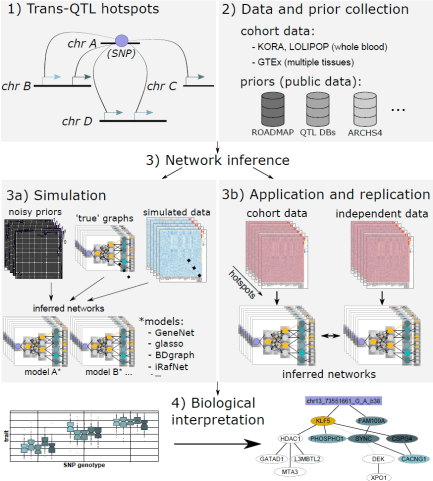 1) Trans-QTL hotspots
chr A
(SNP)
chr B
chr C
chr D
2) Data and prior collection
cohort data:
- KORA, LOLIPOP (whole blood)
- GTEx (multiple tissues)
priors (public data):
...
ROADMAP QTL DBs ARCHS4
3) Network inference
3a) Simulation
noisy priors 'true' graphs simulated data
inferred networks
*models:
- GeneNet
- glasso
- BDgraph
- iRafNet
- ...
model A* model B* ...
3b) Application and replication
cohort data independent data
hotspots
inferred networks
4) Biological
interpretation
trait
SNP genotype
chr13_73551661_G_A_b38
KLF5 FAM109A
HDAC1 PHOSPHO1 SYNC CSPG4
GATAD1 L3MBTL2 DEK CACNG1
MTA3
XPO1